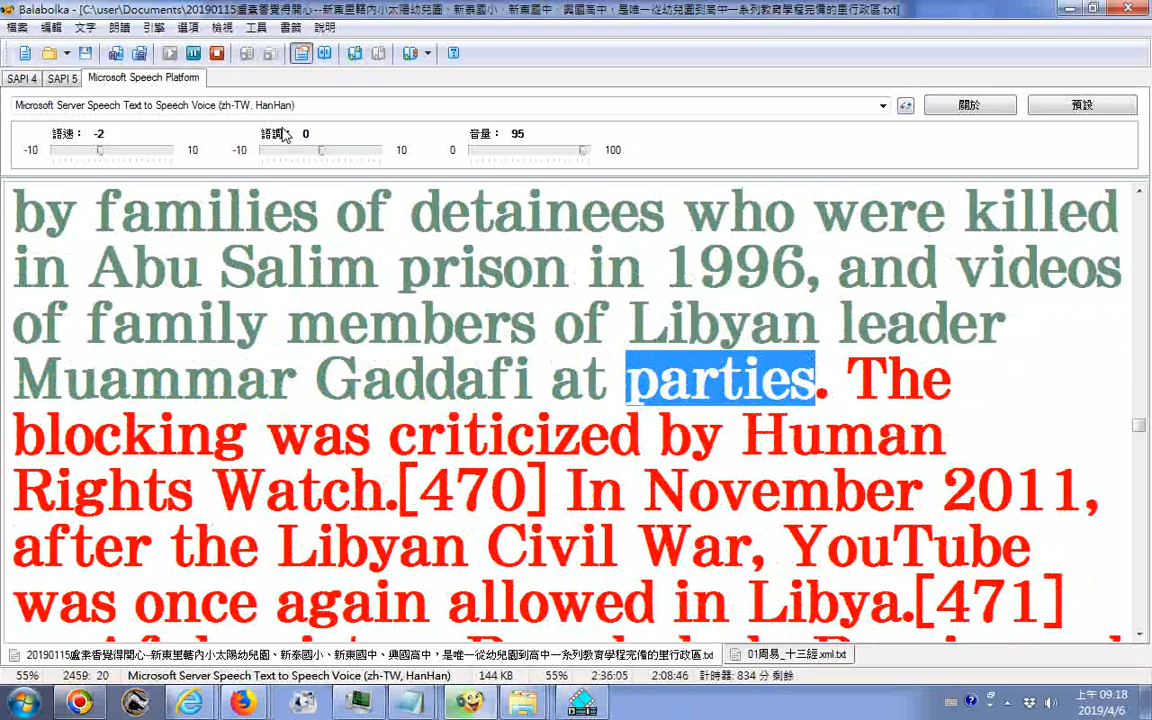 Balabolka - [C:\user\Documents\20190115盧素香覺得開心--新東里轄內小太陽幼兒園、新泰國小、新東國中、興國高中，是唯一從幼兒園到高中一系列教育學程完備的里行政區.txt]
檔案 編輯 文字 朗讀 引擎 選項 檢視 工具 書籤 說明
SAPI 4 SAPI 5 Microsoft Speech Platform
Microsoft Server Speech Text to Speech Voice (zh-TW, HanHan) 關於 預設
語速： -2 語調： 0 音量： 95
-10 10 -10 10 0 100
by families of detainees who were killed
in Abu Salim prison in 1996, and videos
of family members of Libyan leader
Muammar Gaddafi at parties. The
blocking was criticized by Human
Rights Watch.[470] In November 2011,
after the Libyan Civil War, YouTube
was once again allowed in Libya.[471]
20190115盧素香覺得開心--新東里轄內小太陽幼兒園、新泰國小、新東國中、興國高中，是唯一從幼兒園到高中一系列教育學程完備的里行政區.txt 01周易_十三經.xml.txt
55% 2459: 20 Microsoft Server Speech Text to Speech Voice (zh-TW, HanHan) 144 KB 55% 2:36:05 2:08:46 計時器: 834 分 剩餘
上午 09:18
2019/4/6